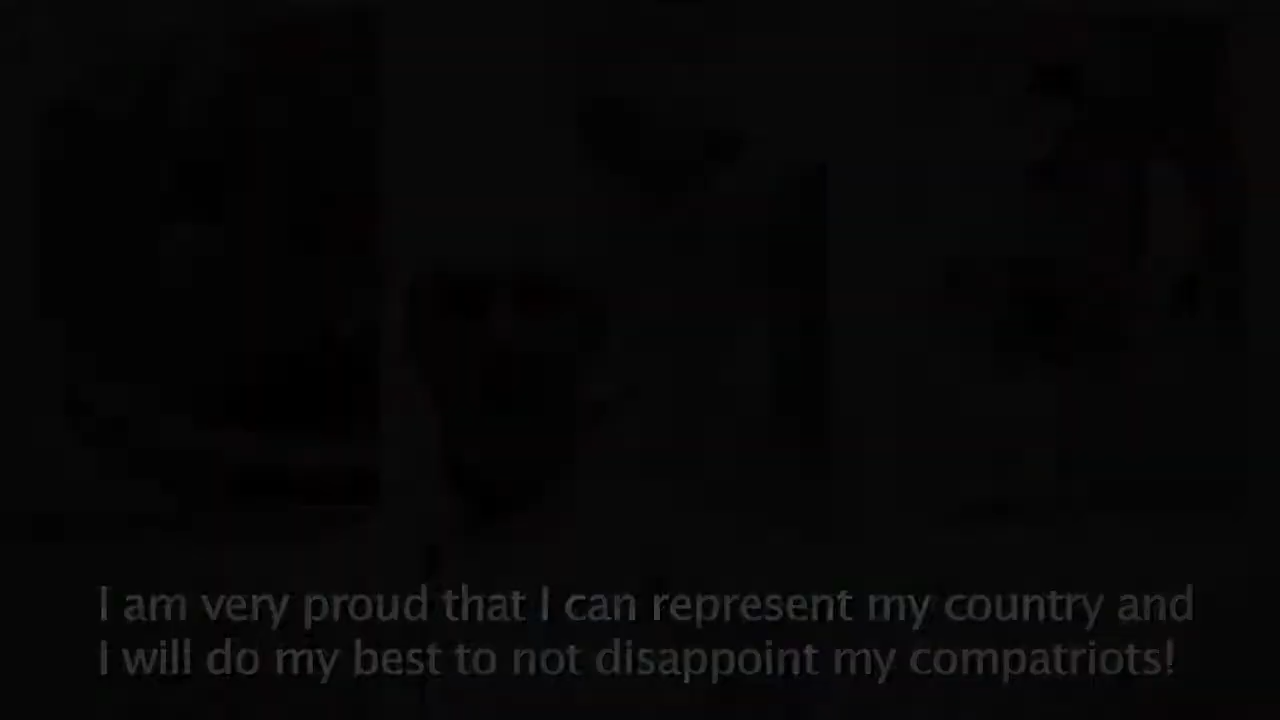 I am very proud that I can represent my country and
I will do my best to not disappoint my compatriots!